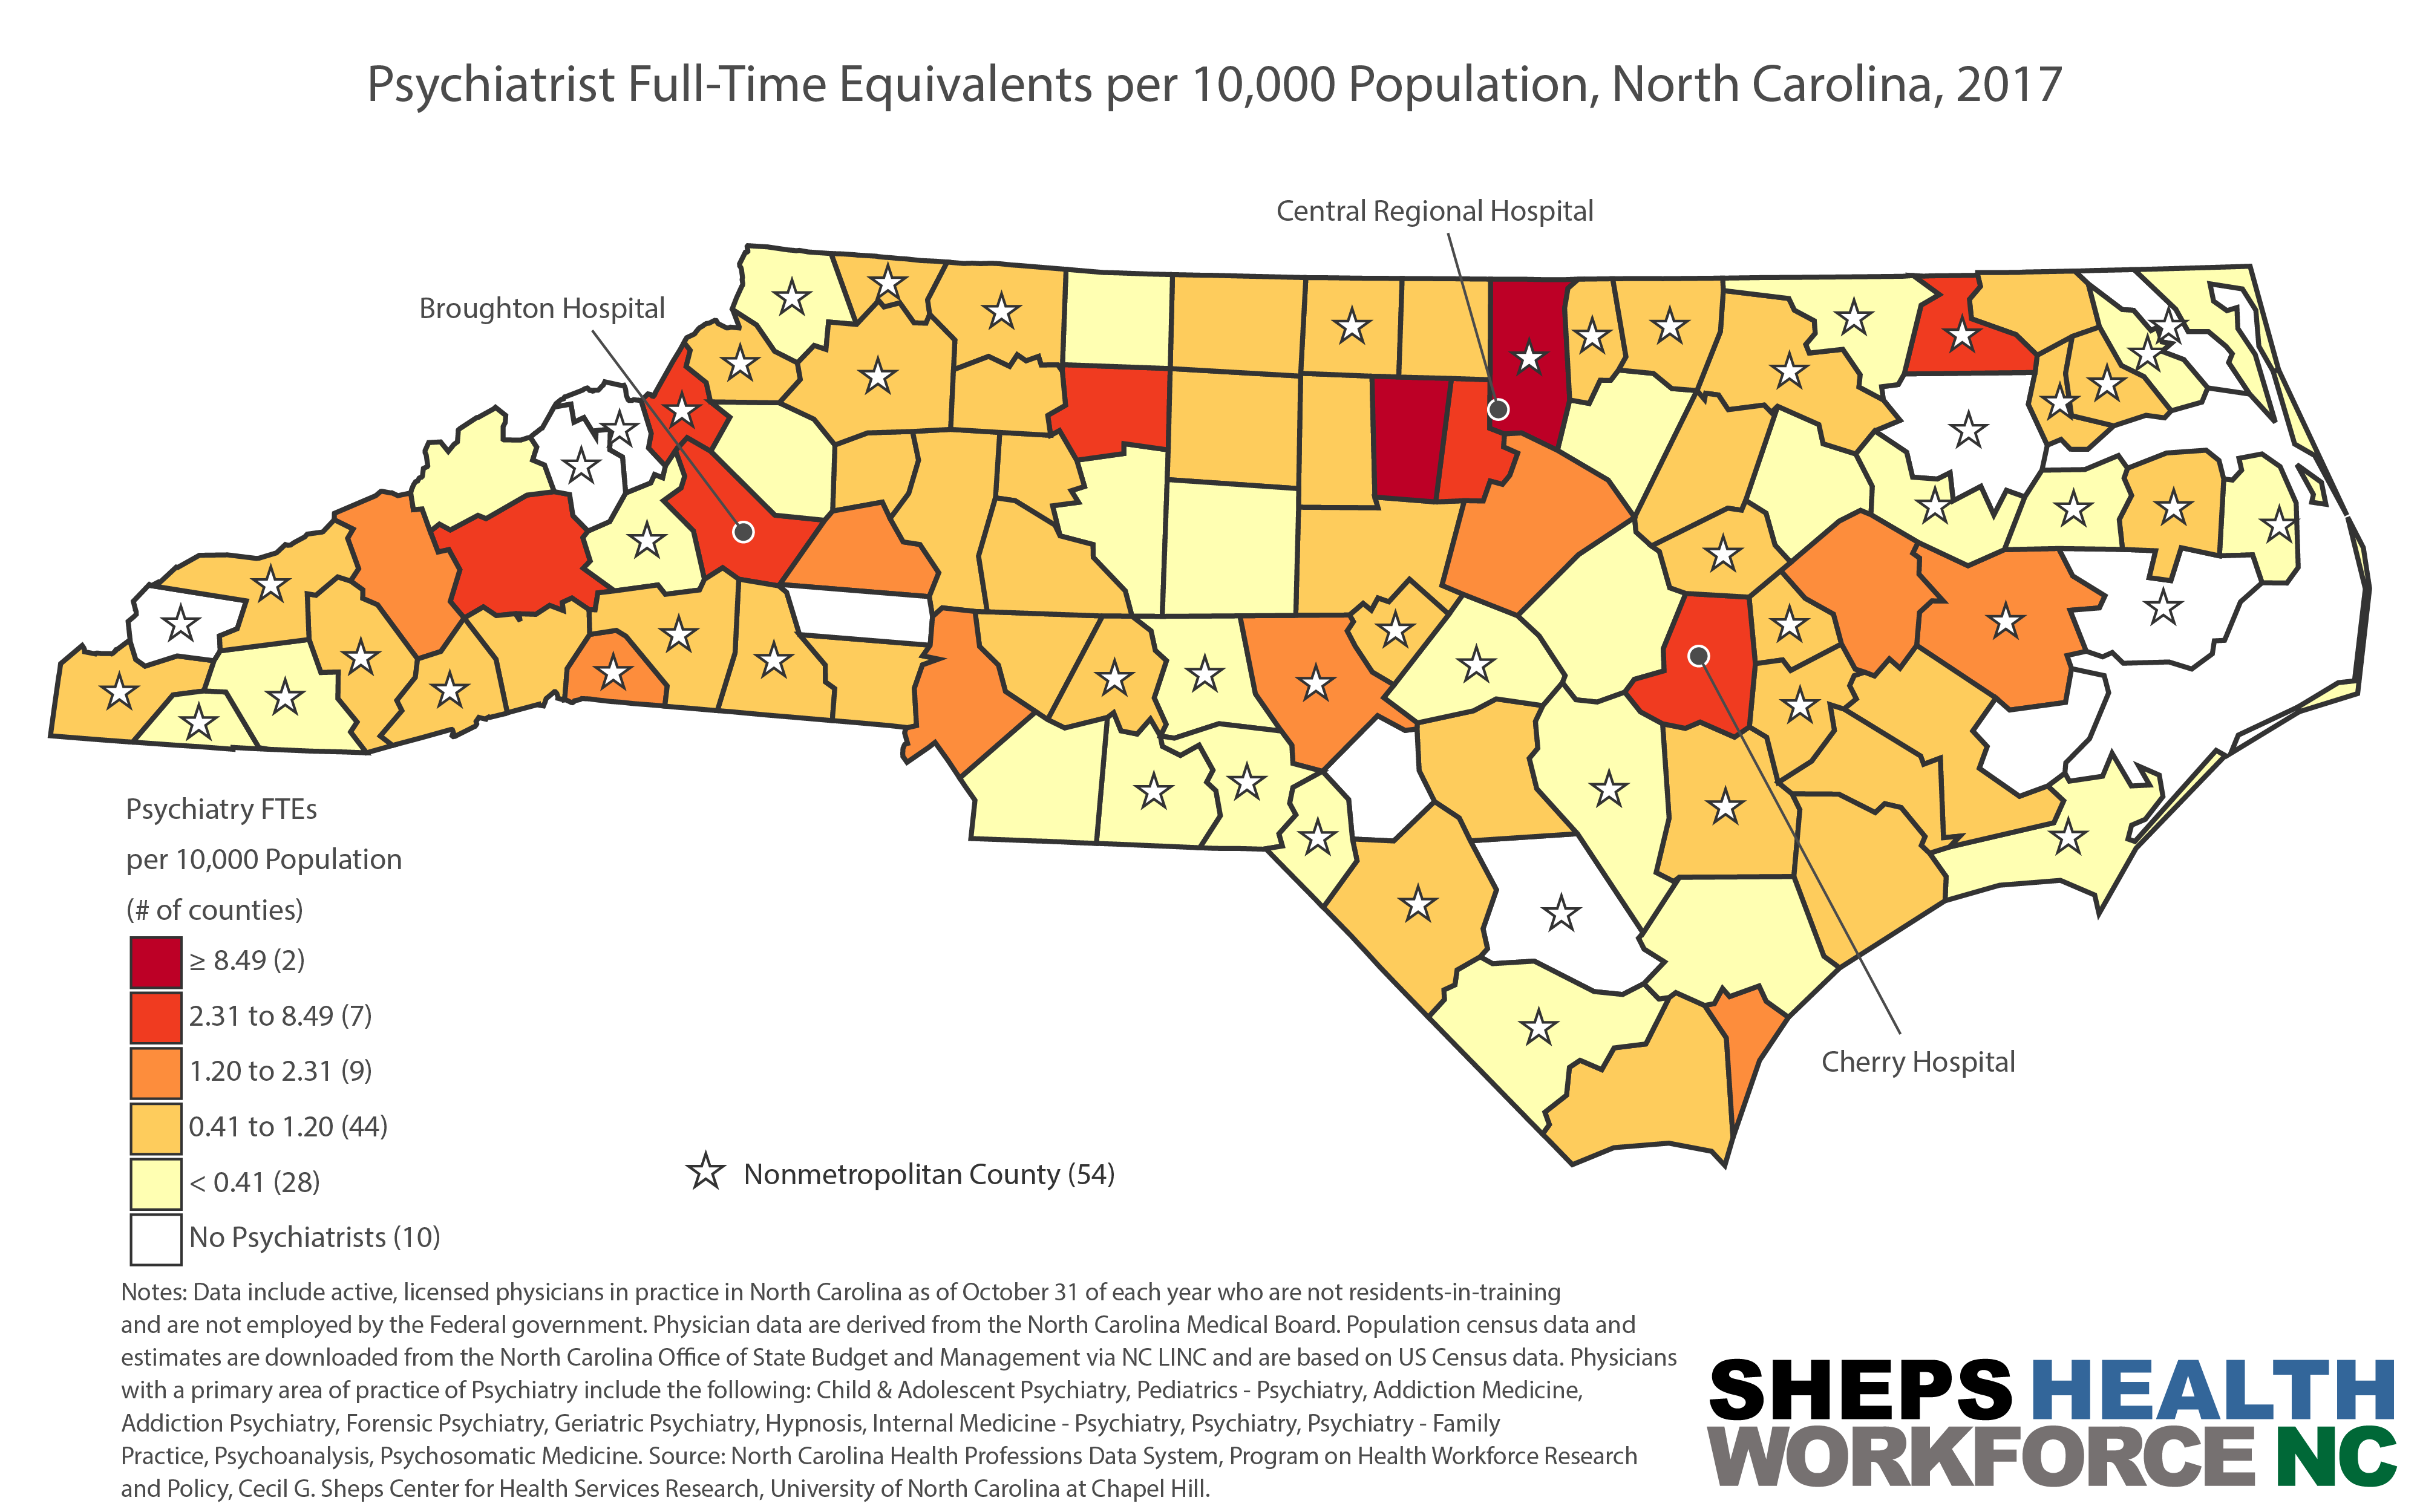 Psychiatrist Full-Time Equivalents per 10,000 Population, North Carolina, 2017
Central Regional Hospital
Broughton Hospital
Cherry Hospital
Psychiatry FTEs
per 10,000 Population
(# of counties)
≥ 8.49 (2)
2.31 to 8.49 (7)
1.20 to 2.31 (9)
0.41 to 1.20 (44)
< 0.41 (28)
No Psychiatrists (10)
Nonmetropolitan County (54)
Notes: Data include active, licensed physicians in practice in North Carolina as of October 31 of each year who are not residents-in-training
and are not employed by the Federal government. Physician data are derived from the North Carolina Medical Board. Population census data and
estimates are downloaded from the North Carolina Office of State Budget and Management via NC LINC and are based on US Census data. Physicians
with a primary area of practice of Psychiatry include the following: Child & Adolescent Psychiatry, Pediatrics - Psychiatry, Addiction Medicine,
Addiction Psychiatry, Forensic Psychiatry, Geriatric Psychiatry, Hypnosis, Internal Medicine - Psychiatry, Psychiatry, Psychiatry - Family
Practice, Psychoanalysis, Psychosomatic Medicine. Source: North Carolina Health Professions Data System, Program on Health Workforce Research
and Policy, Cecil G. Sheps Center for Health Services Research, University of North Carolina at Chapel Hill.
SHEPS HEALTH
WORKFORCE NC